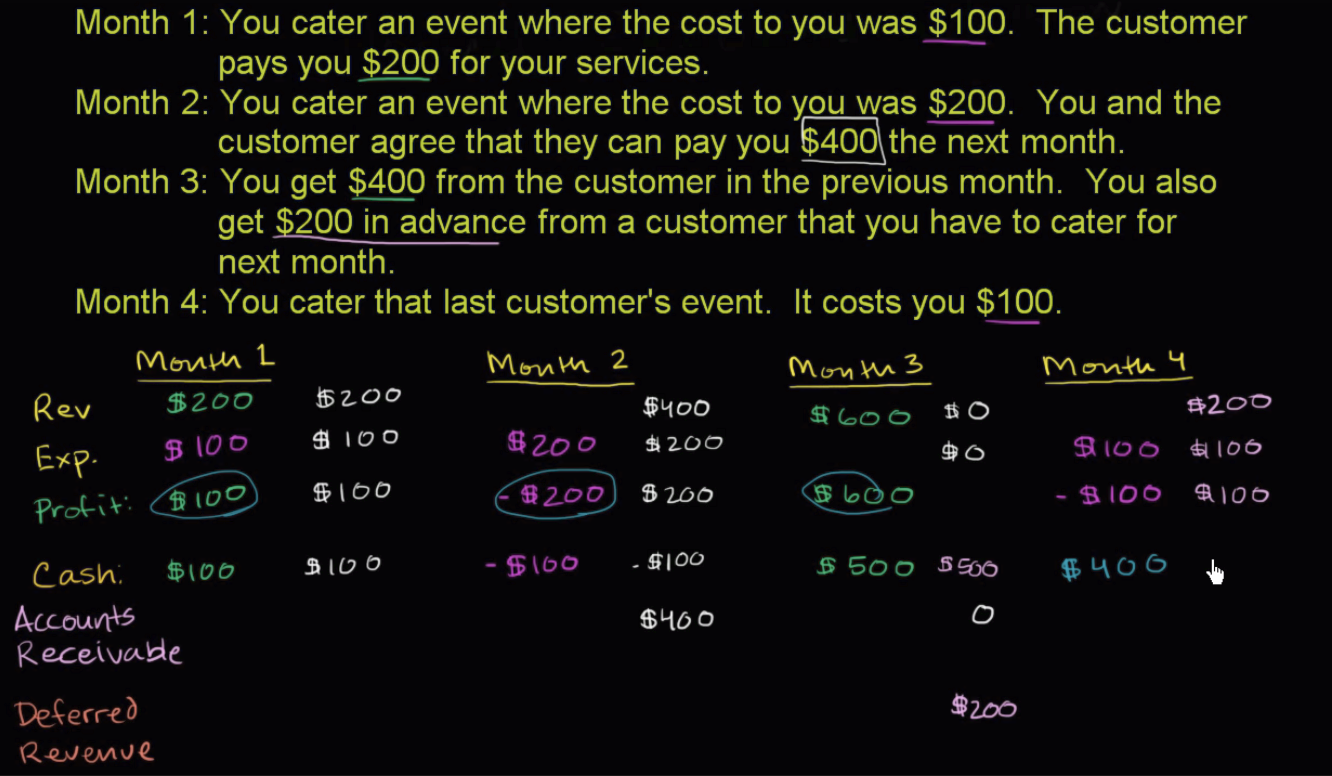 Month 1: You cater an event where the cost to you was $100. The customer
pays you $200 for your services.
Month 2: You cater an event where the cost to you was $200. You and the
customer agree that they can pay you $400 the next month.
Month 3: You get $400 from the customer in the previous month. You also
get $200 in advance from a customer that you have to cater for
next month.
Month 4: You cater that last customer's event. It costs you $100.
Month 1 Month 2 Month 3 Month 4
Rev $200 $200 $400 $600 $0 $200
Exp. $100 $100 $200 $200 $0 $100 $100
Profit: $100 $100 -$200 $200 $600 -$100 $100
Cash: $100 $100 -$100 -$100 $500 $500 $400
Accounts $400 0
Receivable
Deferred $200
Revenue